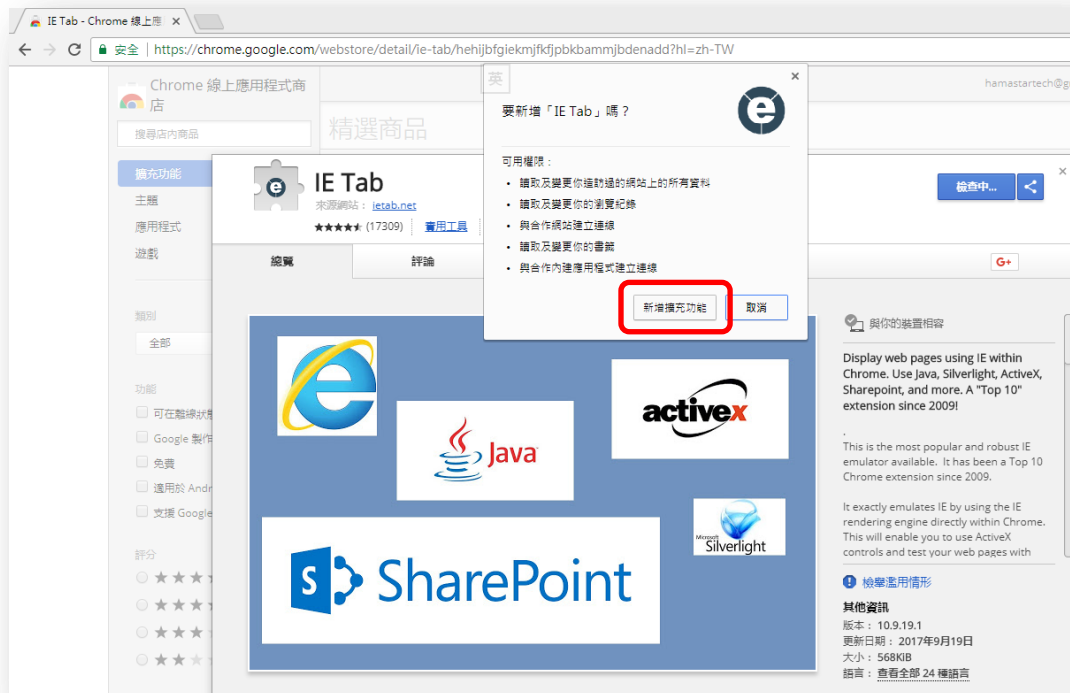 IE Tab - Chrome 線上應
安全 https://chrome.google.com/webstore/detail/ie-tab/hehijbfgiekmjfkfjpbkbammjbdenadd?hl=zh-TW
Chrome 線上應用程式商
店
英
hamastartech@g
搜尋店內商品
精選商品
要新增「IE Tab」嗎？
可用權限：
• 讀取及變更你造訪過的網站上的所有資料
• 讀取及變更你的瀏覽紀錄
• 與合作網站建立連線
• 讀取及變更你的書籤
• 與合作內建應用程式建立連線
新增擴充功能
取消
擴充功能
主題
應用程式
遊戲
類別
全部
功能
可在離線狀
Google 製作
免費
適用於 Andr
支援 Google
評分
IE Tab
來源網站： ietab.net
★★★★★ (17309) 實用工具
檢查中...
總覽
評論
G+
Java
activex
Microsoft
Silverlight
SharePoint
與你的裝置相容
Display web pages using IE within
Chrome. Use Java, Silverlight, ActiveX,
Sharepoint, and more. A "Top 10"
extension since 2009!
.
This is the most popular and robust IE
emulator available. It has been a Top 10
Chrome extension since 2009.
It exactly emulates IE by using the IE
rendering engine directly within Chrome.
This will enable you to use ActiveX
controls and test your web pages with
檢舉濫用情形
其他資訊
版本： 10.9.19.1
更新日期： 2017年9月19日
大小： 568KiB
語言： 查看全部 24 種語言